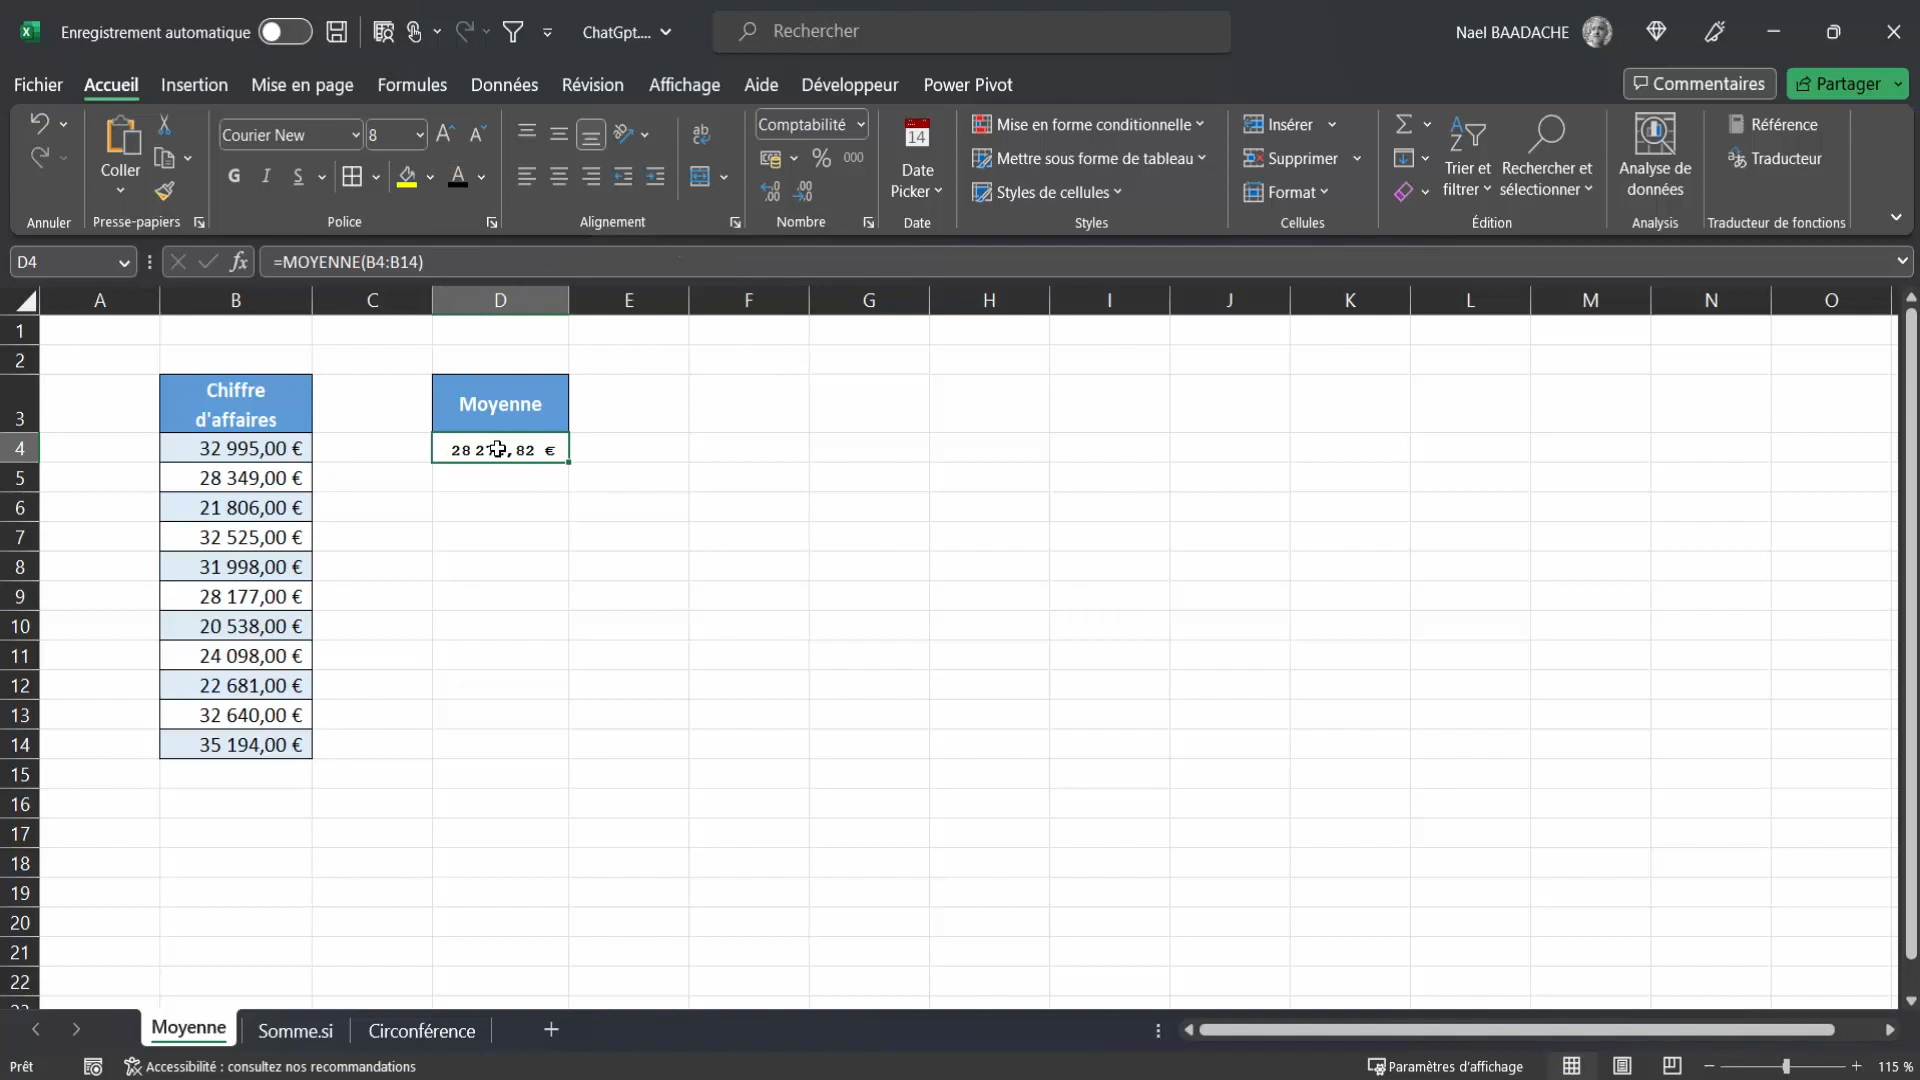 Enregistrement automatique
ChatGpt....
Rechercher
Nael BAADACHE
Fichier Accueil Insertion Mise en page Formules Données Révision Affichage Aide Développeur Power Pivot
Commentaires Partager
Courier New 8
Comptabilité
14
Mise en forme conditionnelle
Insérer
Référence
Coller
G I S
A
% 000
Date Picker
Mettre sous forme de tableau
Supprimer
Trier et filtrer
Rechercher et sélectionner
Analyse de données
Traducteur
Styles de cellules
Format
Annuler Presse-papiers Police Alignement Nombre Date Styles Cellules Édition Analysis Traducteur de fonctions
D4 fx =MOYENNE(B4:B14)
A B C D E F G H I J K L M N O
1
2
3 Chiffre d'affaires Moyenne
4 32 995,00 €
5 28 349,00 €
6 21 806,00 €
7 32 525,00 €
8 31 998,00 €
9 28 177,00 €
10 20 538,00 €
11 24 098,00 €
12 22 681,00 €
13 32 640,00 €
14 35 194,00 €
15
16
17
18
19
20
21
22
Moyenne Somme.si Circonférence
Prêt Accessibilité : consultez nos recommandations Paramètres d'affichage 115 %